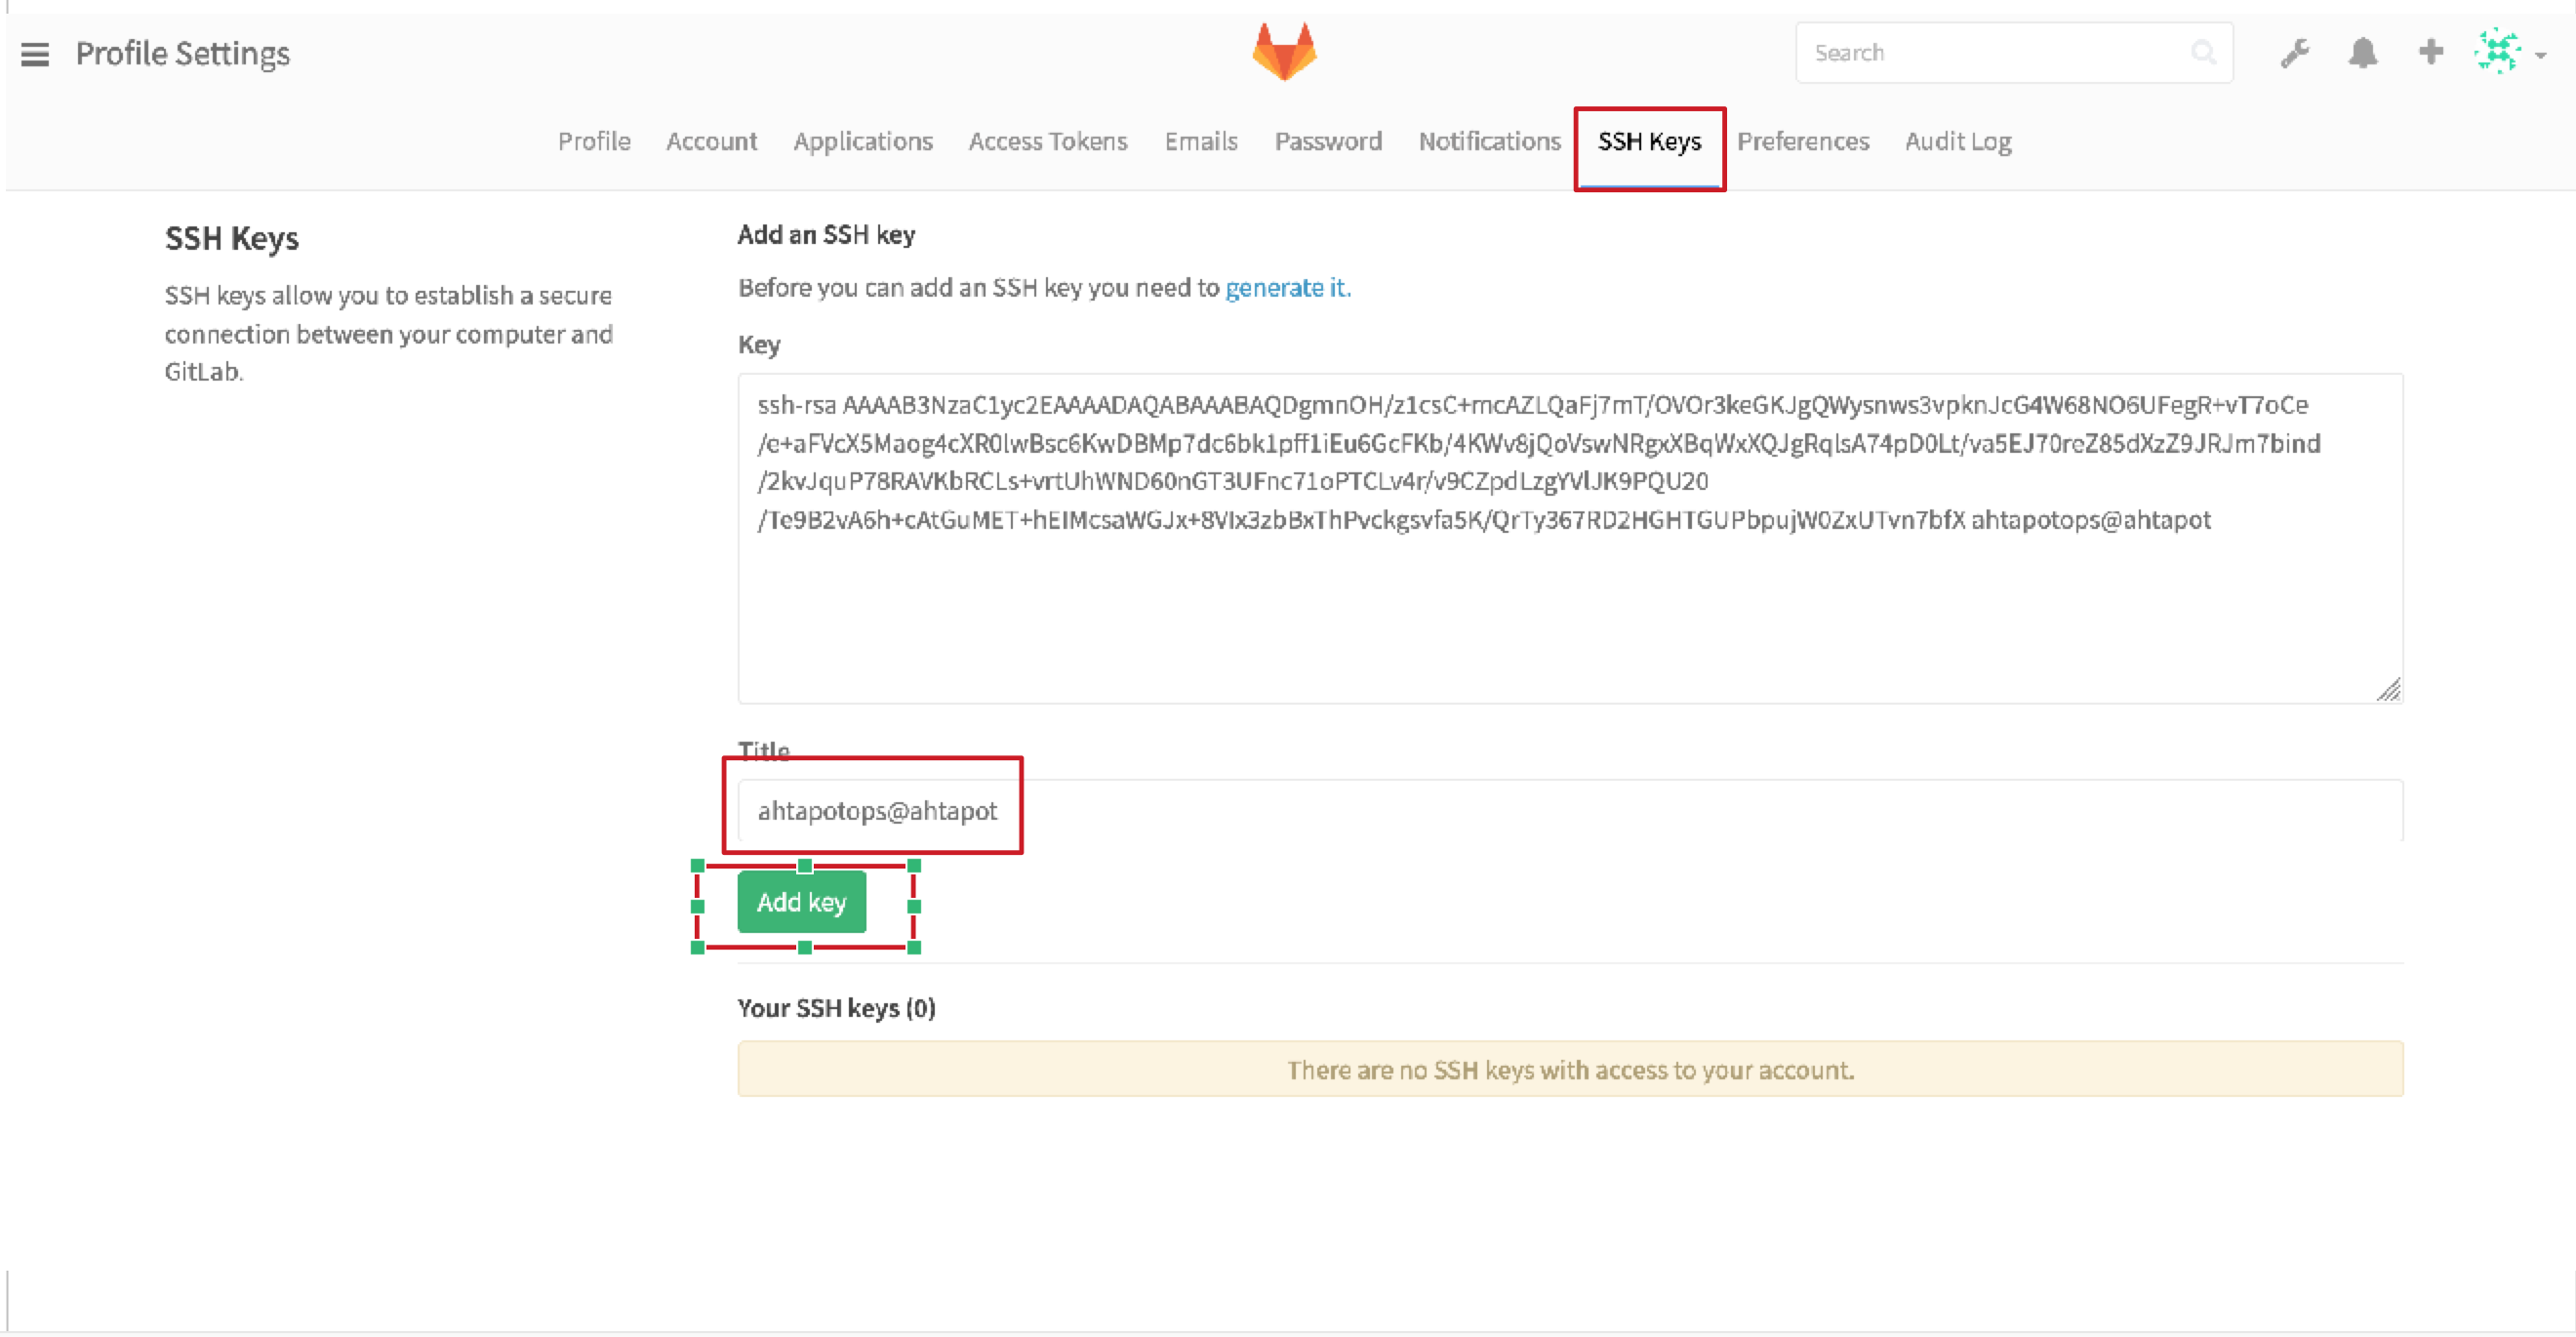 Profile Settings
Search
Profile Account Applications Access Tokens Emails Password Notifications SSH Keys Preferences Audit Log
SSH Keys
SSH keys allow you to establish a secure
connection between your computer and
GitLab.
Add an SSH key
Before you can add an SSH key you need to generate it.
Key
ssh-rsa AAAAB3NzaC1yc2EAAAADAQABAAABAQDgmnOH/z1csC+mcAZLQaFj7mT/OVOr3keGKJgQWysnws3vpknJcG4W68NO6UFegR+vT7oCe
/e+aFVcX5Maog4cXR0lwBsc6KwDBMp7dc6bk1pff1iEu6GcFKb/4KWv8jQoVswNRgxXBqWxXQJgRqlsA74pD0Lt/va5EJ70reZ85dXzZ9JRJm7bind
/2kvJquP78RAVKbRCLs+vrtUhWND60nGT3UFnc71oPTCLv4r/v9CZpdLzgYVlJK9PQU20
/Te9B2vA6h+cAtGuMET+hEIMcsaWGJx+8VIx3zbBxThPvckgsvfa5K/QrTy367RD2HGHTGUPbpujW0ZxUTvn7bfX ahtapotops@ahtapot
Title
ahtapotops@ahtapot
Add key
Your SSH keys (0)
There are no SSH keys with access to your account.